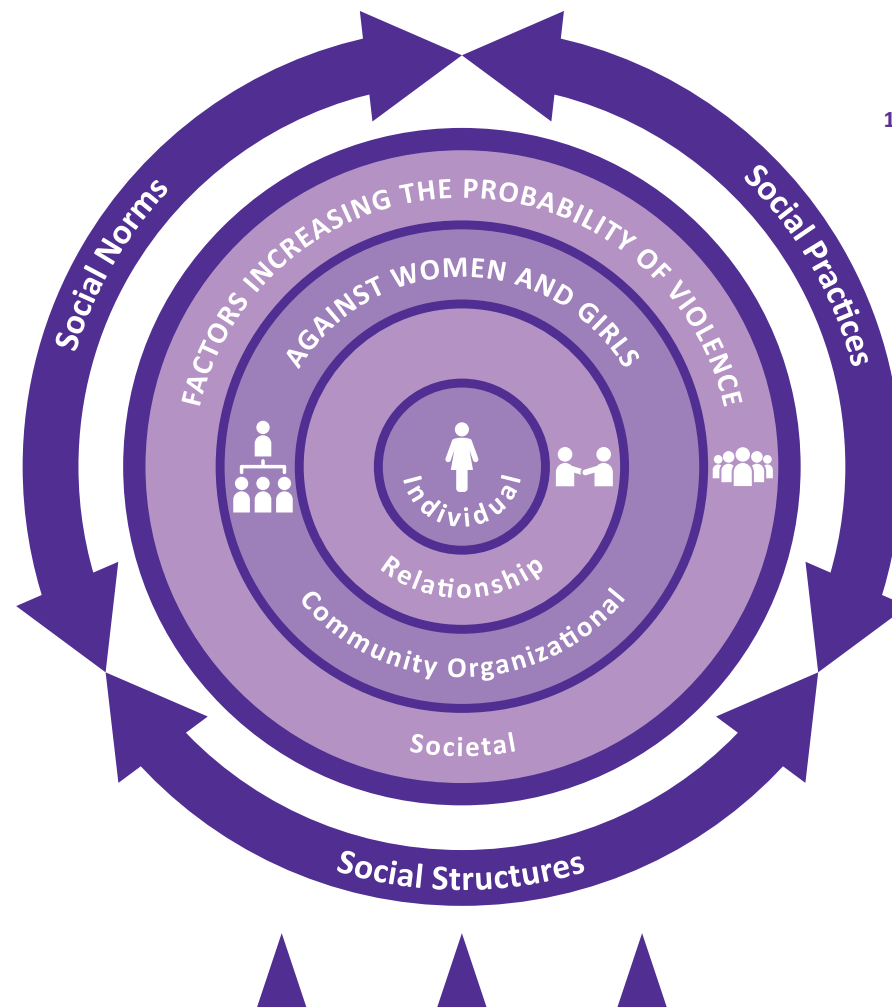 1
Social Norms
Social Practices
FACTORS INCREASING THE PROBABILITY OF VIOLENCE
AGAINST WOMEN AND GIRLS
Individual
Relationship
Community Organizational
Societal
Social Structures